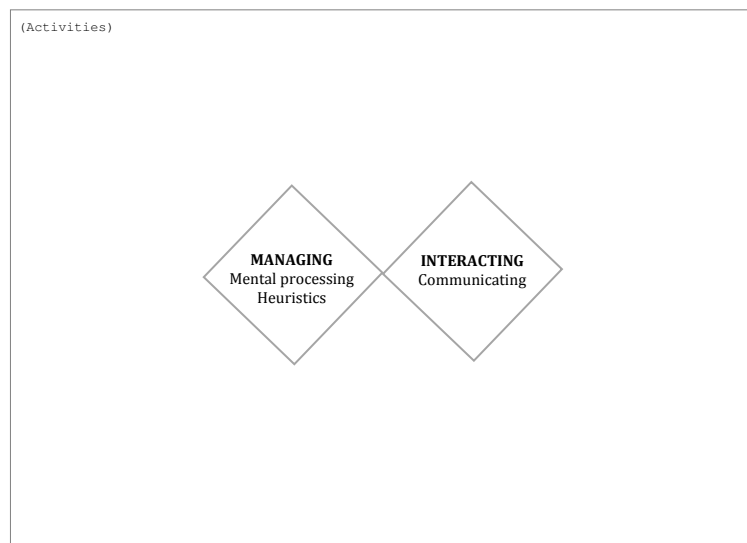 (Activities)
MANAGING
Mental processing
Heuristics
INTERACTING
Communicating